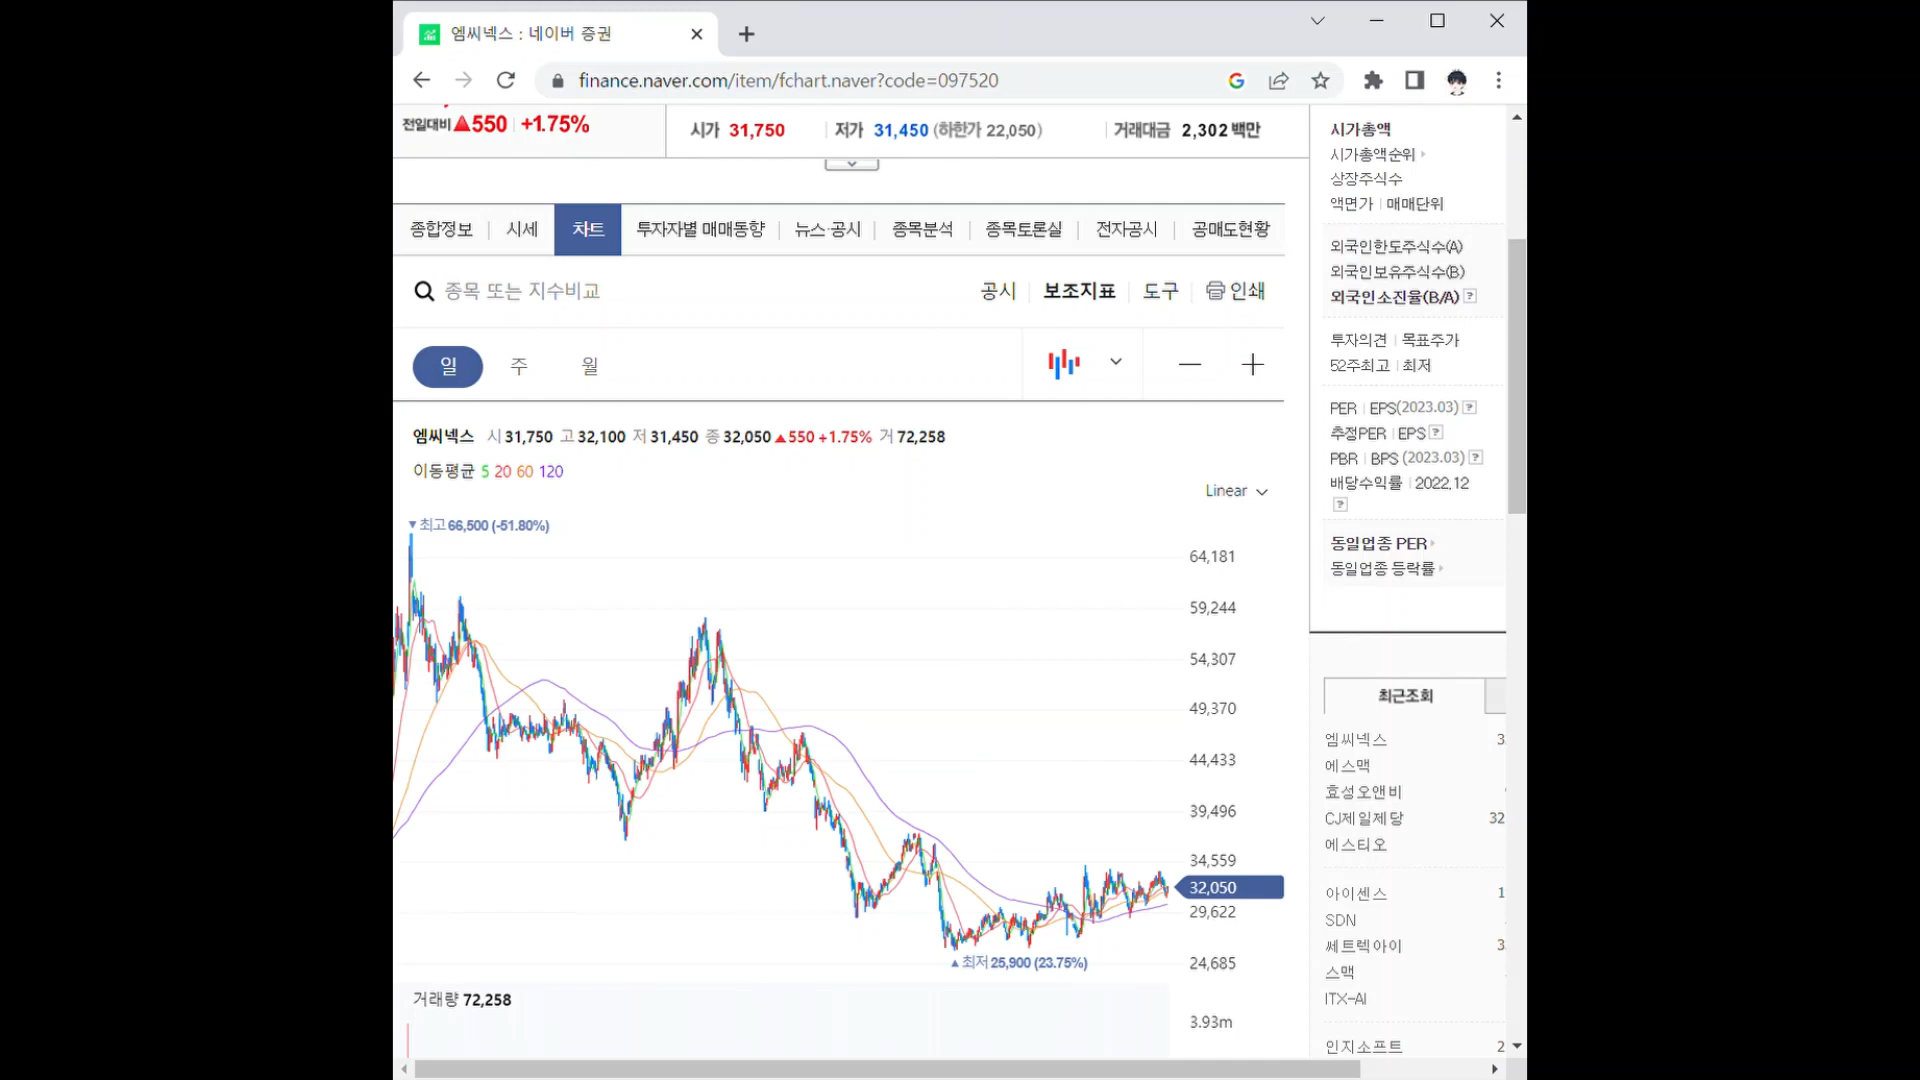 엠씨넥스 : 네이버 증권
finance.naver.com/item/fchart.naver?code=097520
전일대비 ▲550 +1.75%
시가 31,750 저가 31,450 (하한가 22,050) 거래대금 2,302 백만
종합정보 시세 차트 투자자별 매매동향 뉴스·공시 종목분석 종목토론실 전자공시 공매도현황
종목 또는 지수비교
공시 보조지표 도구 인쇄
일 주 월
엠씨넥스 시 31,750 고 32,100 저 31,450 종 32,050 ▲550 +1.75% 거 72,258
이동평균 5 20 60 120
Linear
▼최고 66,500 (-51.80%)
64,181
59,244
54,307
49,370
44,433
39,496
34,559
32,050
29,622
▲최저 25,900 (23.75%)
24,685
거래량 72,258
3.93m
시가총액
시가총액순위
상장주식수
액면가 | 매매단위
외국인한도주식수(A)
외국인보유주식수(B)
외국인소진율(B/A) ?
투자의견 | 목표주가
52주최고 | 최저
PER | EPS(2023.03) ?
추정PER | EPS ?
PBR | BPS (2023.03) ?
배당수익률 | 2022.12
?
동일업종 PER
동일업종 등락률
최근조회
엠씨넥스 3
에스맥
효성오앤비
CJ제일제당 32
에스티오
아이센스 1
SDN
쎄트렉아이 3
스맥
ITX-AI
인지소프트 2